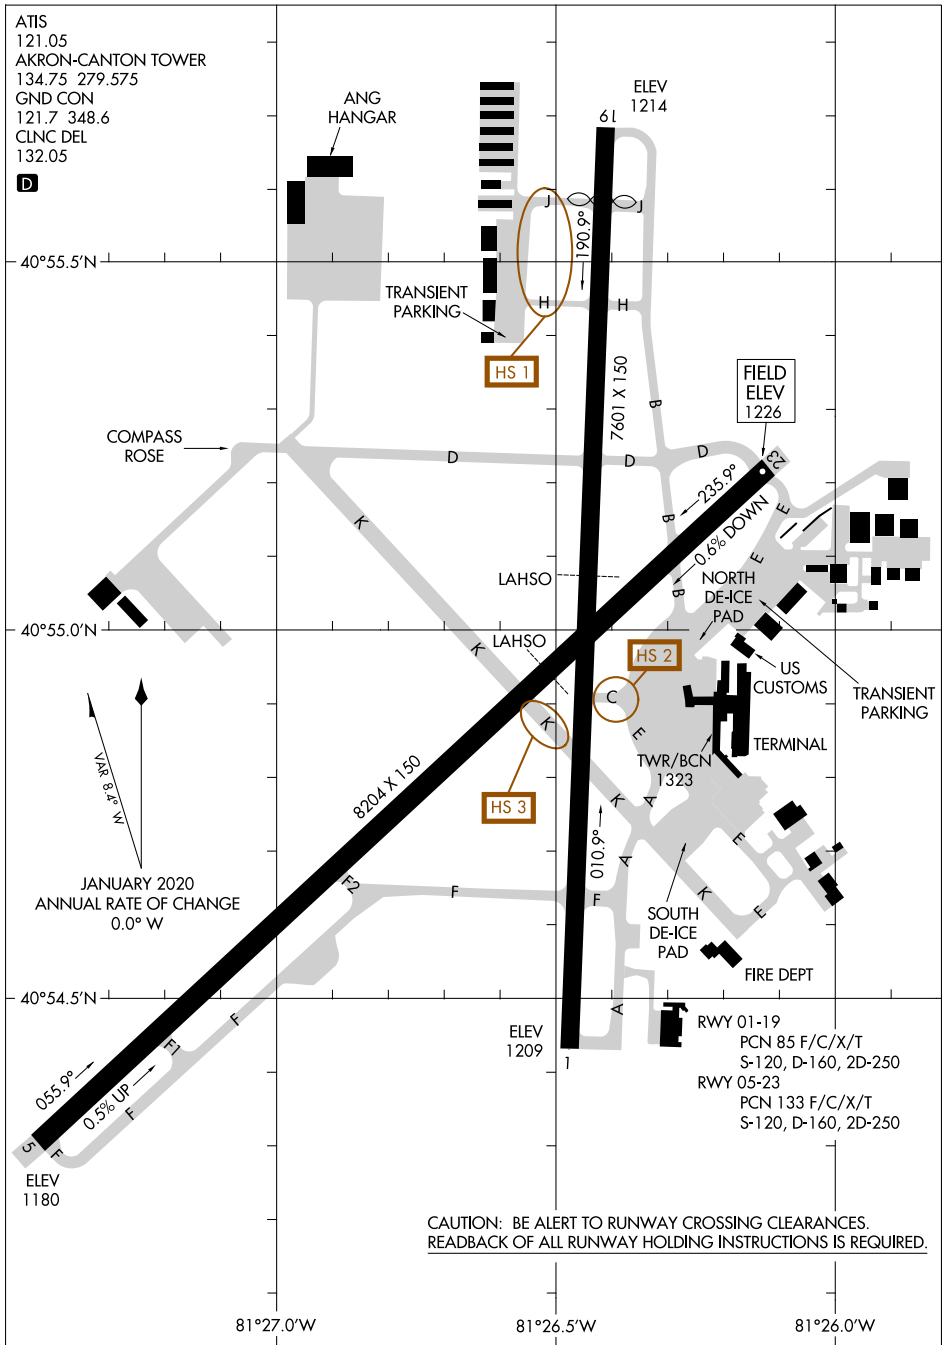 ATIS
121.05
AKRON-CANTON TOWER
134.75 279.575
GND CON
121.7 348.6
CLNC DEL
132.05
D
ANG
HANGAR
ELEV
1214
19
J
J
190.9°
40°55.5'N
TRANSIENT
PARKING
H
H
HS 1
7601 X 150
FIELD
ELEV
1226
B
COMPASS
ROSE
D
D
D
23
235.9°
K
B
E
0.6% DOWN
E
LAHSO
NORTH
DE-ICE
PAD
B
40°55.0'N
LAHSO
HS 2
K
US
CUSTOMS
TRANSIENT
PARKING
C
K
E
TERMINAL
TWR/BCN
1323
VAR 8.4° W
8204 X 150
HS 3
K
A
E
010.9°
A
JANUARY 2020
ANNUAL RATE OF CHANGE
0.0° W
F2
F
F
K
E
SOUTH
DE-ICE
PAD
FIRE DEPT
40°54.5'N
F
A
ELEV
1209
1
RWY 01-19
PCN 85 F/C/X/T
S-120, D-160, 2D-250
RWY 05-23
PCN 133 F/C/X/T
S-120, D-160, 2D-250
F1
055.9°
0.5% UP
F
5
F
ELEV
1180
CAUTION: BE ALERT TO RUNWAY CROSSING CLEARANCES.
READBACK OF ALL RUNWAY HOLDING INSTRUCTIONS IS REQUIRED.
81°27.0'W
81°26.5'W
81°26.0'W